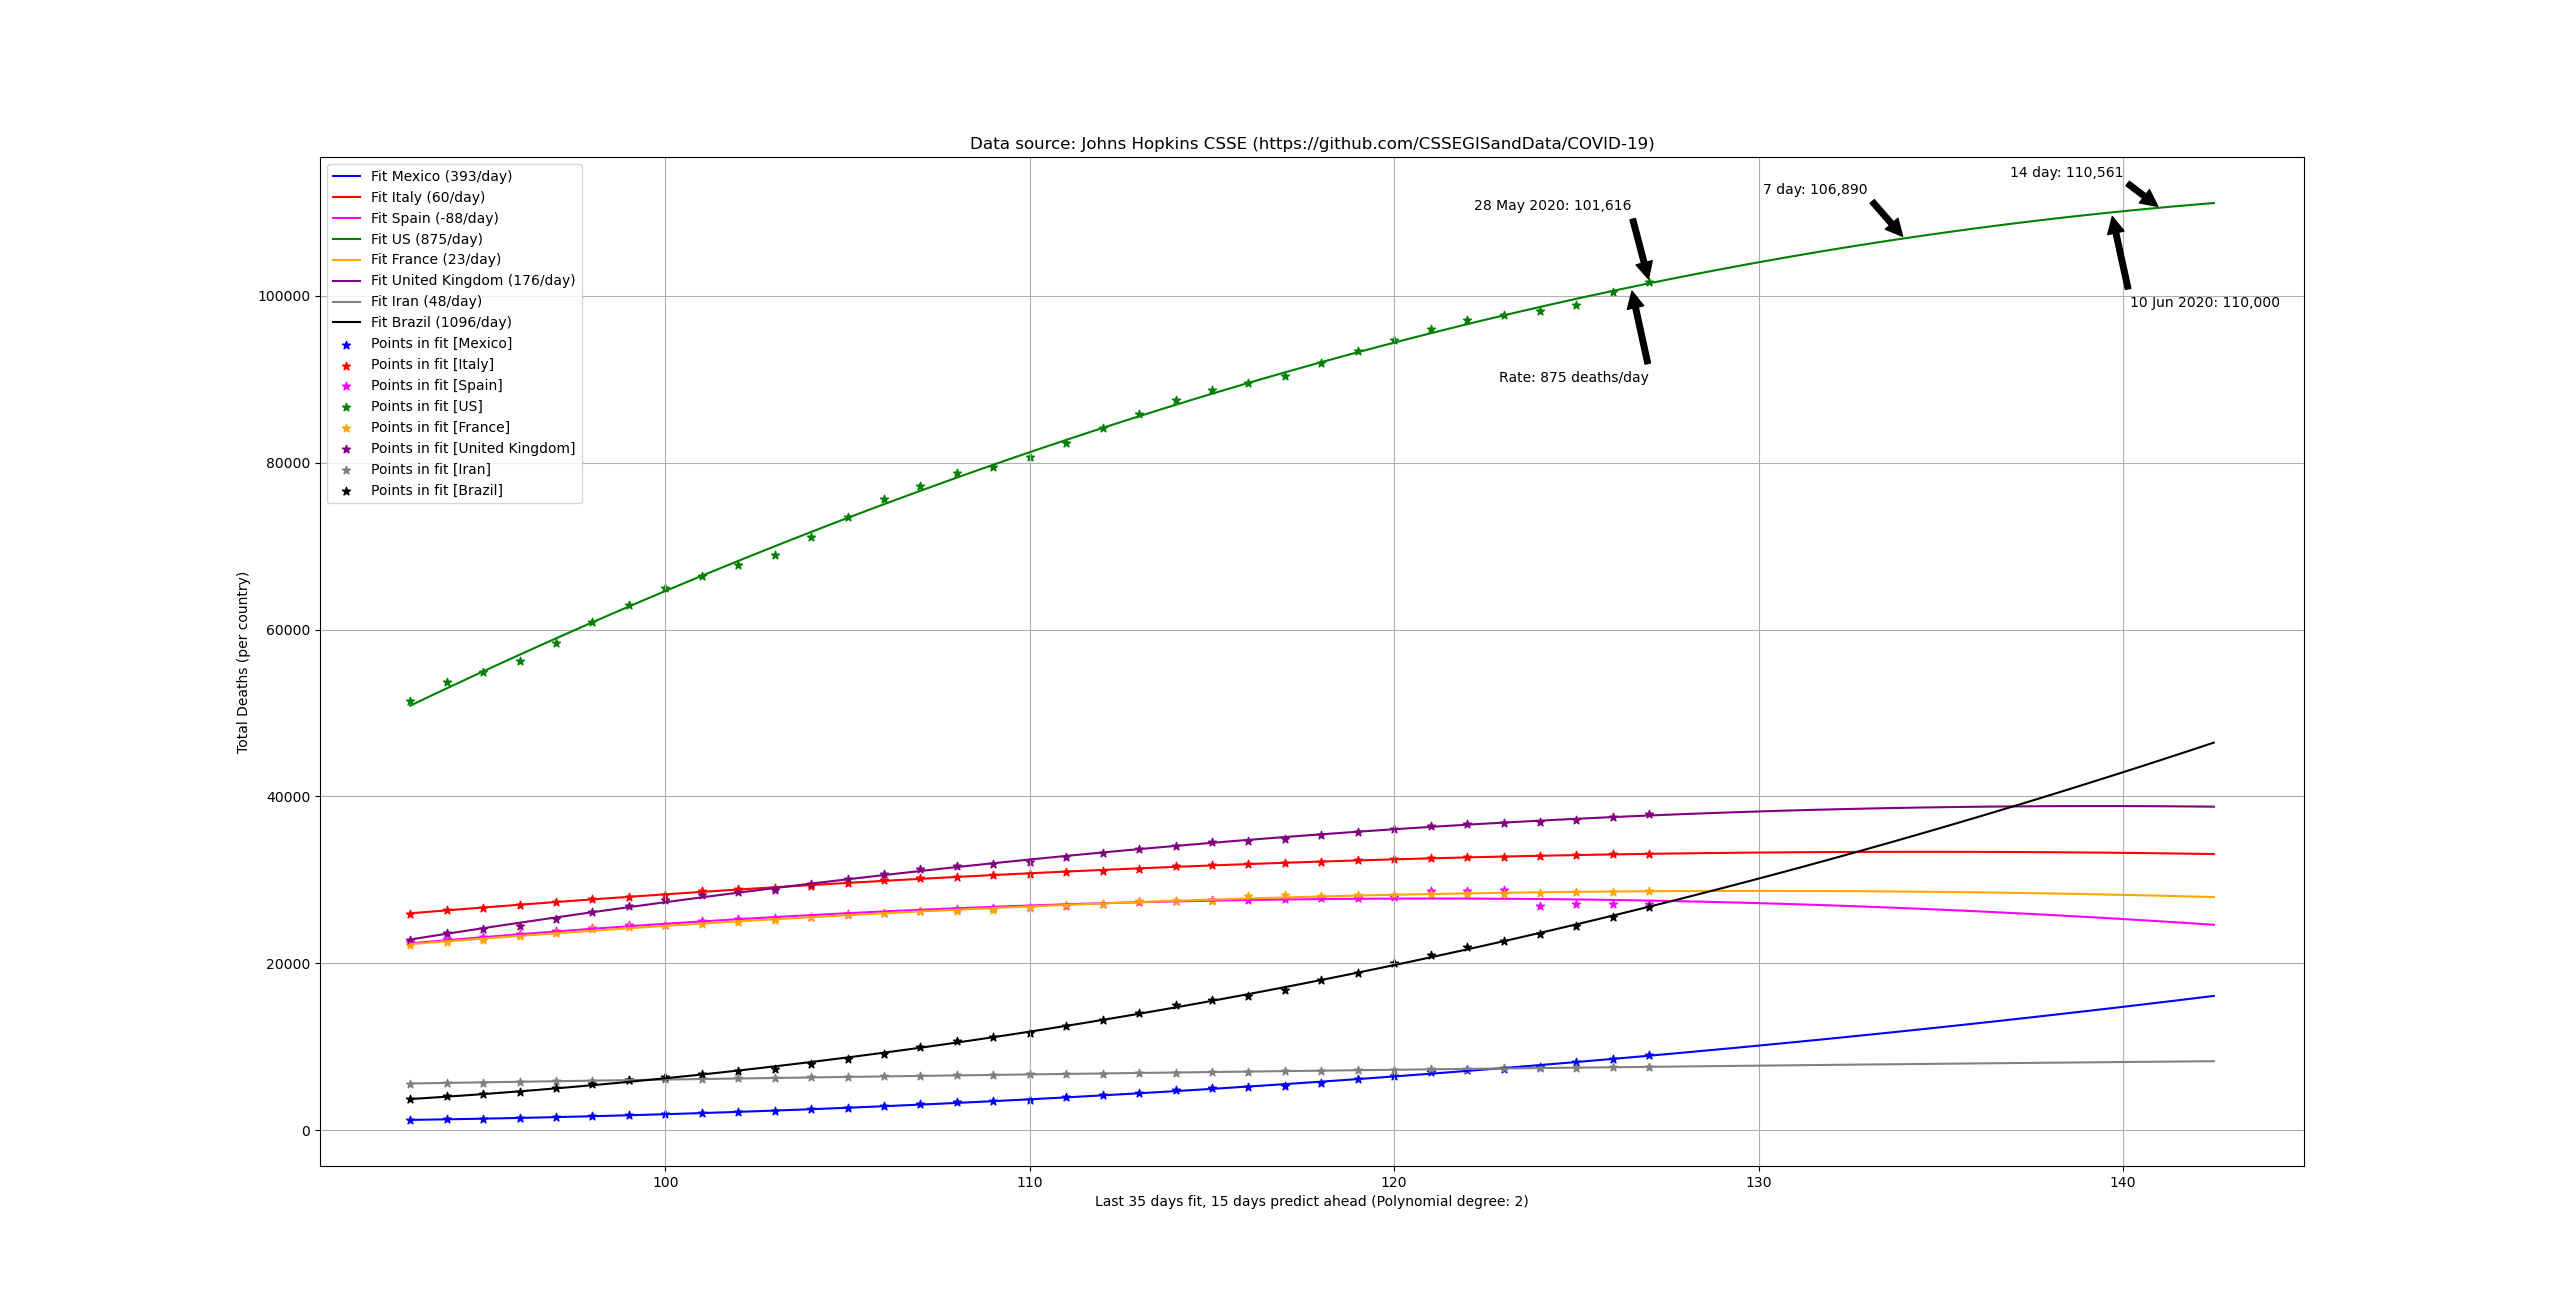 Data source: Johns Hopkins CSSE (https://github.com/CSSEGISandData/COVID-19)
Fit Mexico (393/day)
Fit Italy (60/day)
Fit Spain (-88/day)
Fit US (875/day)
Fit France (23/day)
Fit United Kingdom (176/day)
Fit Iran (48/day)
Fit Brazil (1096/day)
Points in fit [Mexico]
Points in fit [Italy]
Points in fit [Spain]
Points in fit [US]
Points in fit [France]
Points in fit [United Kingdom]
Points in fit [Iran]
Points in fit [Brazil]
14 day: 110,561
7 day: 106,890
28 May 2020: 101,616
10 Jun 2020: 110,000
Rate: 875 deaths/day
Total Deaths (per country)
100000
80000
60000
40000
20000
0
100
110
120
130
140
Last 35 days fit, 15 days predict ahead (Polynomial degree: 2)